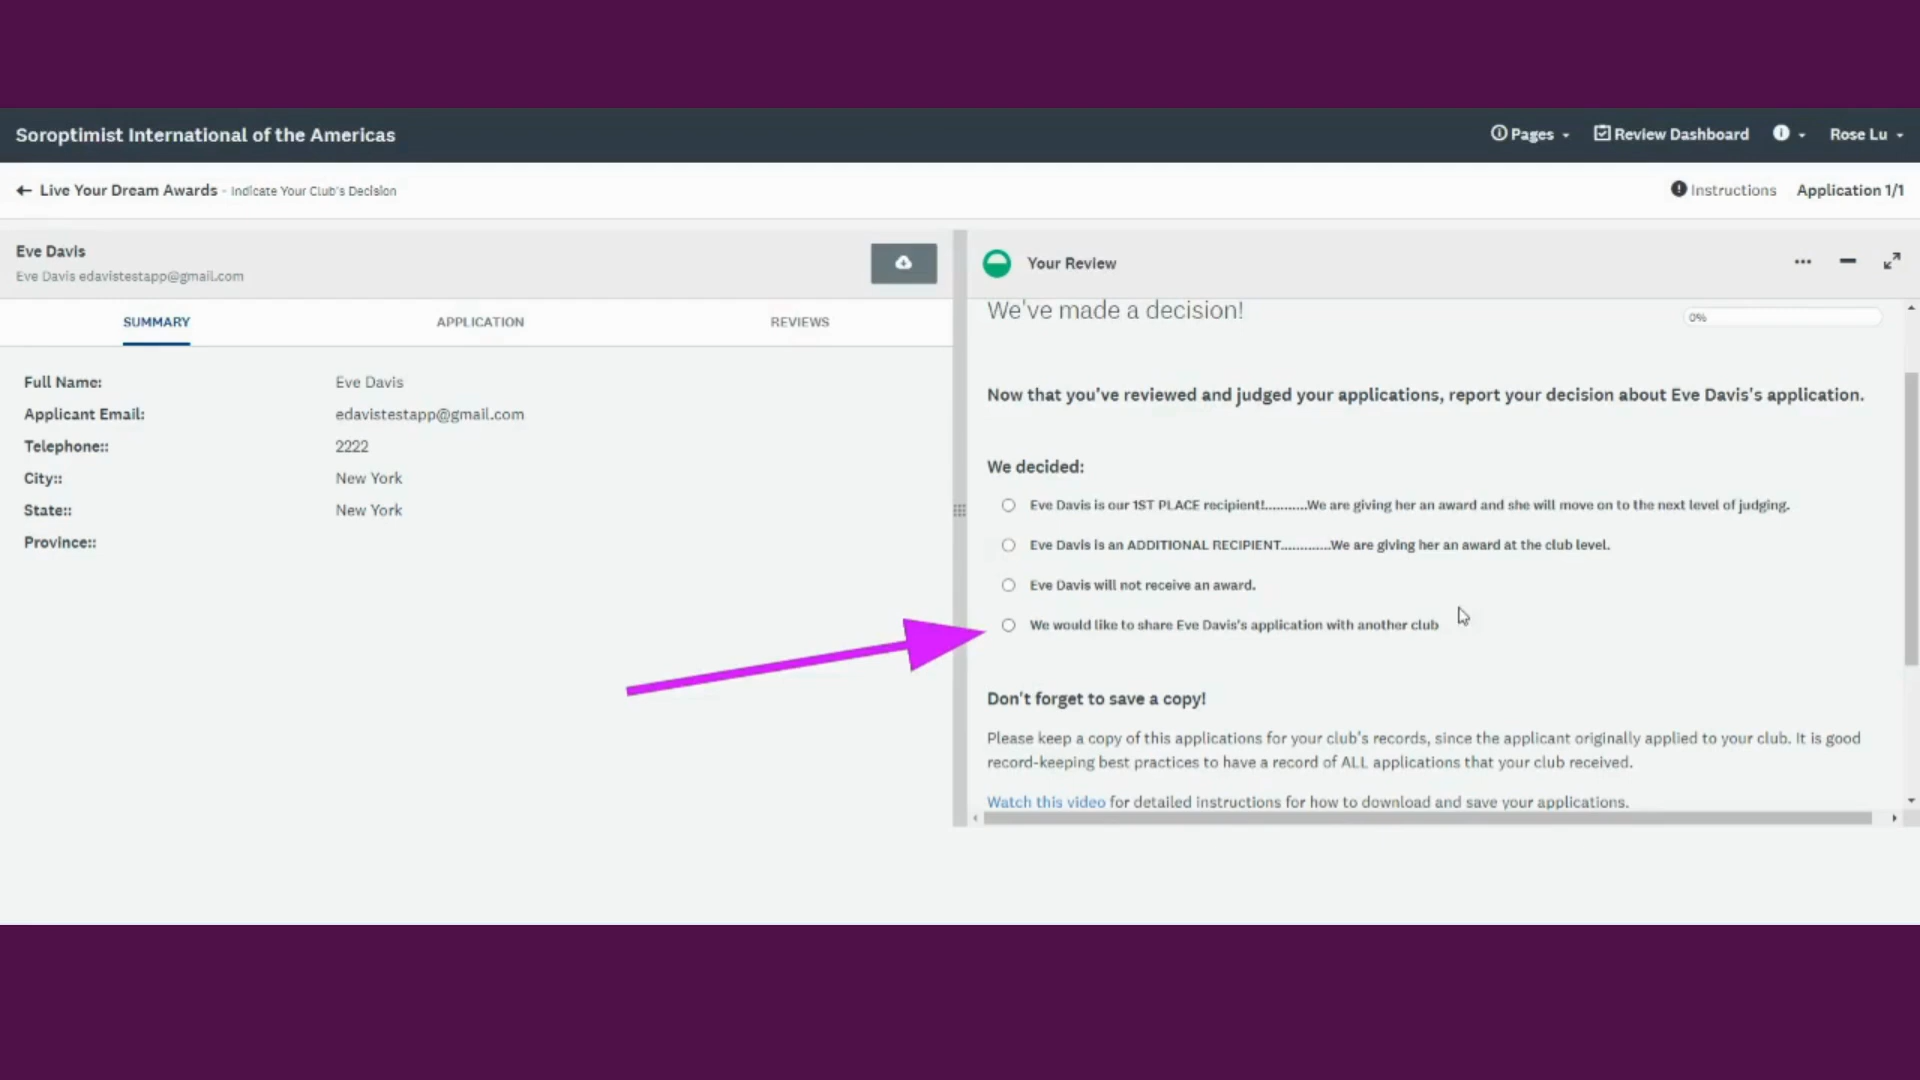 Soroptimist International of the Americas
Pages
Review Dashboard
Rose Lu
Live Your Dream Awards - Indicate Your Club's Decision
Instructions
Application 1/1
Eve Davis
Eve Davis edavistestapp@gmail.com
SUMMARY
APPLICATION
REVIEWS
Full Name:
Eve Davis
Applicant Email:
edavistestapp@gmail.com
Telephone::
2222
City::
New York
State::
New York
Province::
Your Review
We've made a decision!
0%
Now that you've reviewed and judged your applications, report your decision about Eve Davis's application.
We decided:
Eve Davis is our 1ST PLACE recipient!...........We are giving her an award and she will move on to the next level of judging.
Eve Davis is an ADDITIONAL RECIPIENT.............We are giving her an award at the club level.
Eve Davis will not receive an award.
We would like to share Eve Davis's application with another club
Don't forget to save a copy!
Please keep a copy of this applications for your club's records, since the applicant originally applied to your club. It is good
record-keeping best practices to have a record of ALL applications that your club received.
Watch this video for detailed instructions for how to download and save your applications.